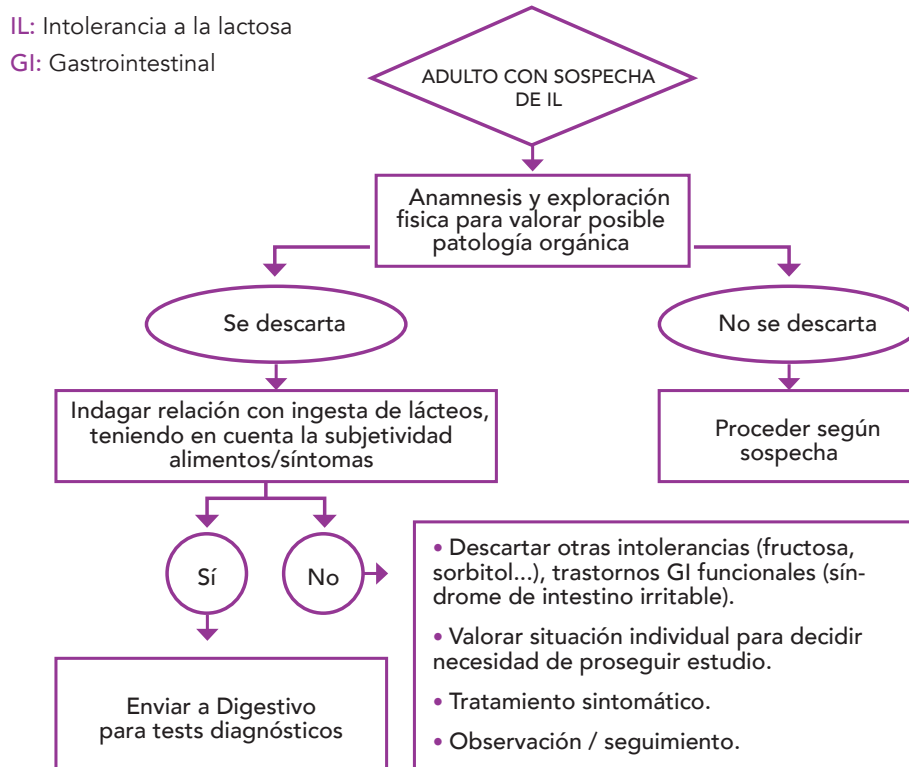 IL: Intolerancia a la lactosa
GI: Gastrointestinal
ADULTO CON SOSPECHA
DE IL
Anamnesis y exploración
fisica para valorar posible
patología orgánica
Se descarta
No se descarta
Indagar relación con ingesta de lácteos,
teniendo en cuenta la subjetividad
alimentos/síntomas
Proceder según
sospecha
Sí
No
• Descartar otras intolerancias (fructosa,
sorbitol...), trastornos GI funcionales (sín-
drome de intestino irritable).
• Valorar situación individual para decidir
necesidad de proseguir estudio.
• Tratamiento sintomático.
• Observación / seguimiento.
Enviar a Digestivo
para tests diagnósticos